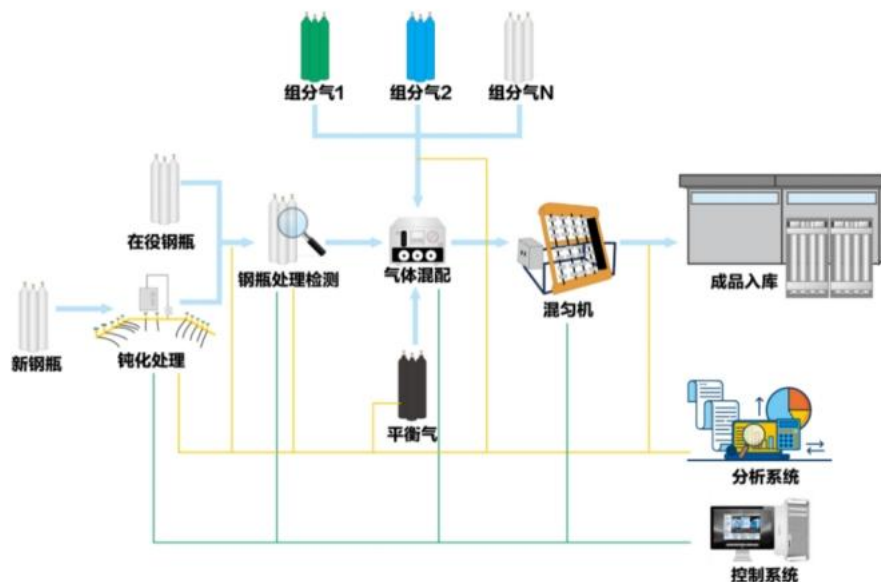 组分气1
组分气2
组分气N
在役钢瓶
钢瓶处理检测
气体混配
混匀机
成品入库
新钢瓶
钝化处理
平衡气
分析系统
控制系统